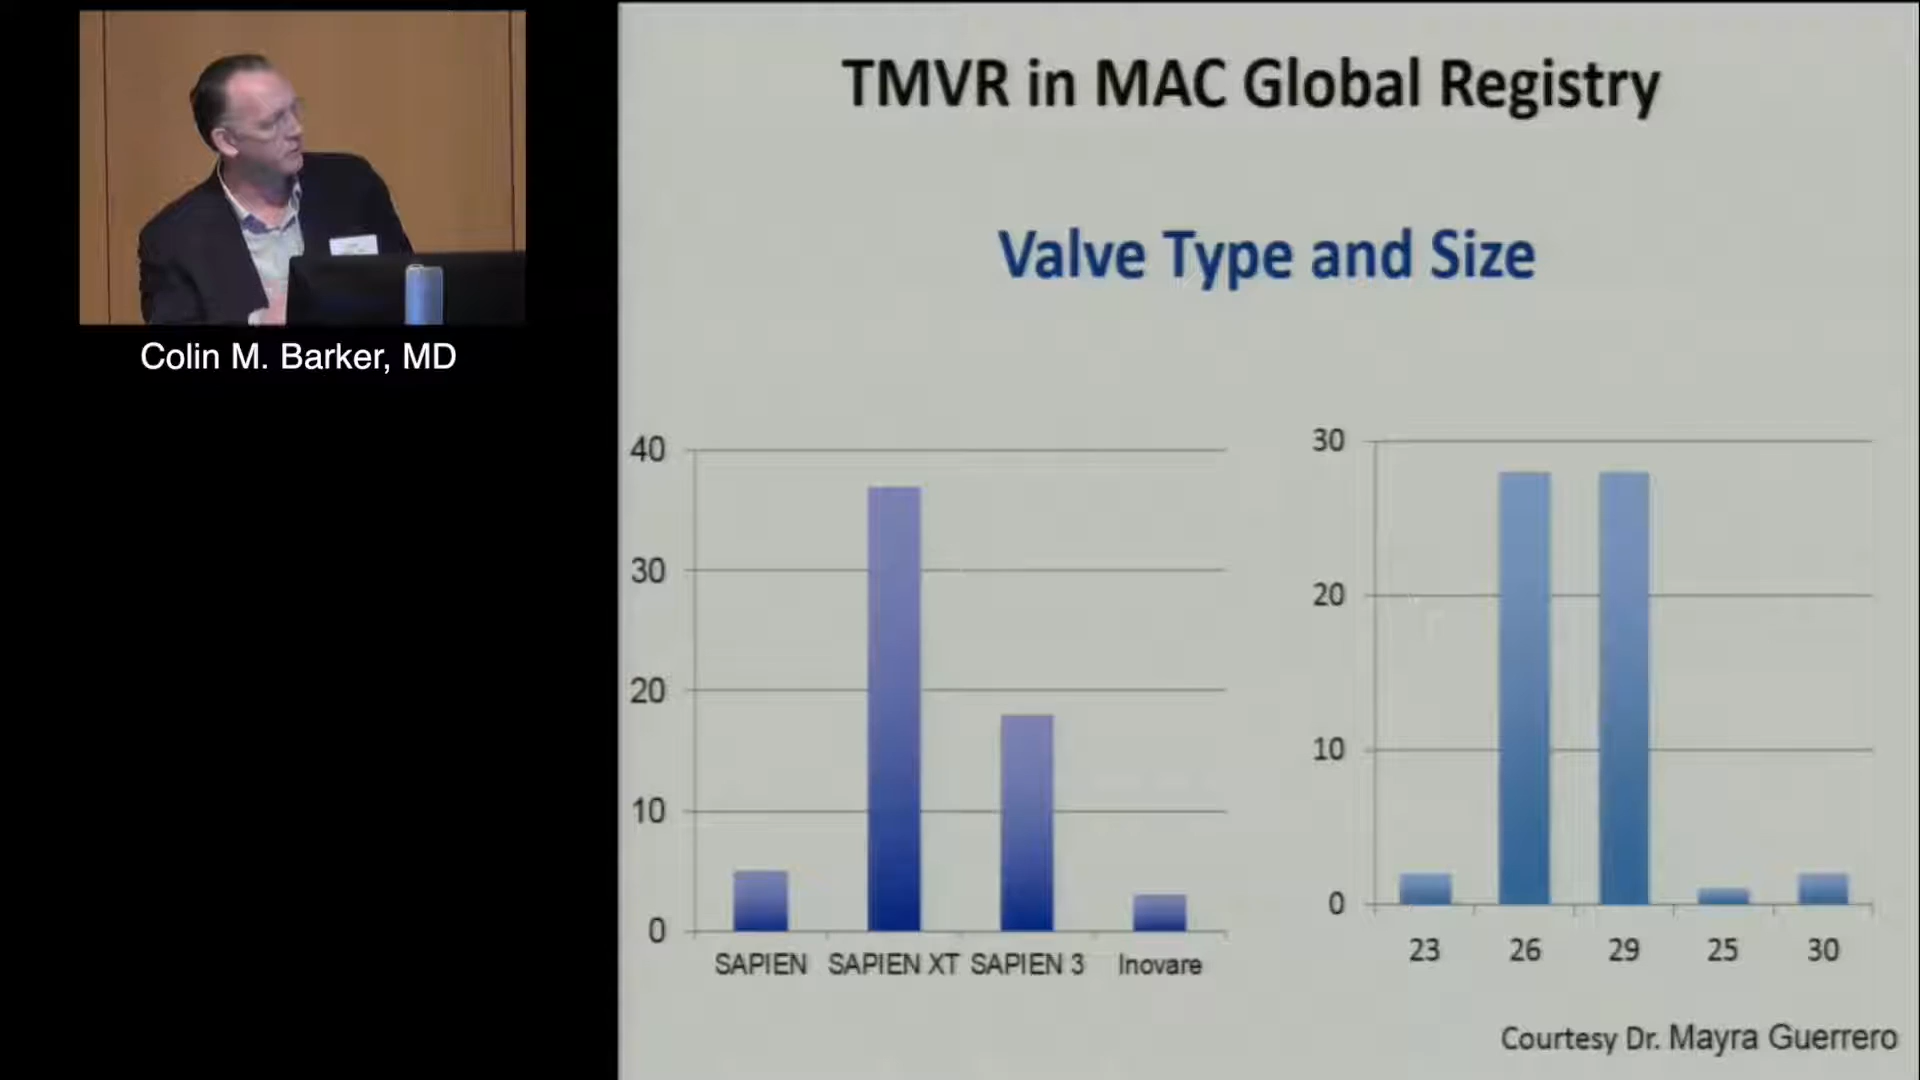 Colin M. Barker, MD
TMVR in MAC Global Registry
Valve Type and Size
40
30
20
10
0
SAPIEN SAPIEN XT SAPIEN 3 Inovare
30
20
10
0
23 26 29 25 30
Courtesy Dr. Mayra Guerrero